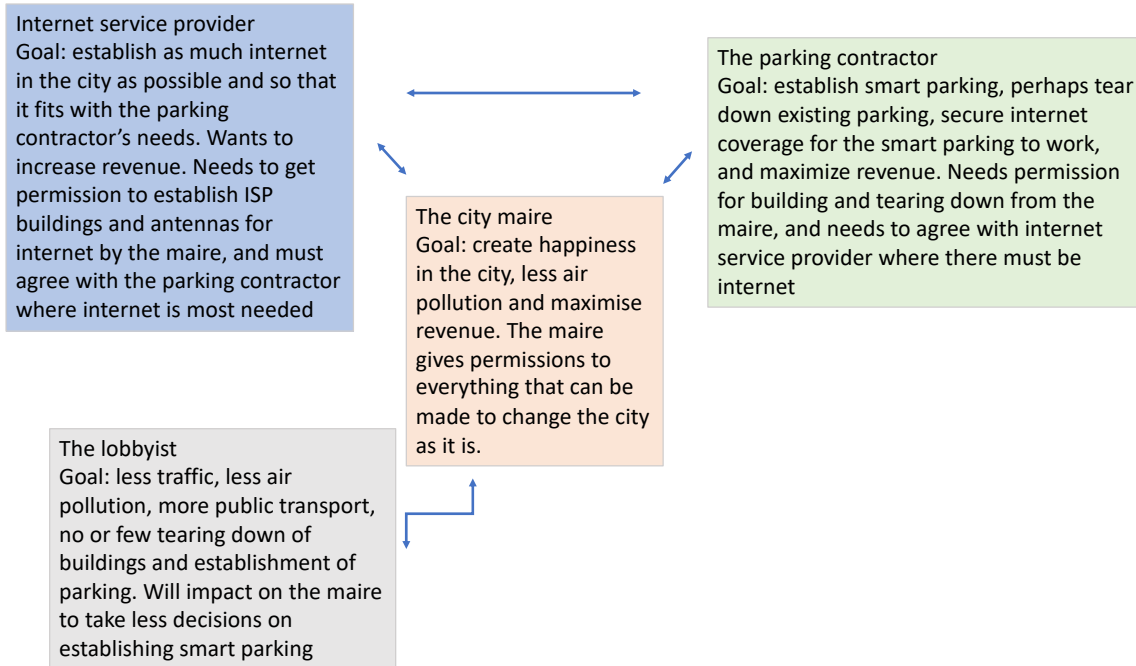 Internet service provider
Goal: establish as much internet
in the city as possible and so that
it fits with the parking
contractor's needs. Wants to
increase revenue. Needs to get
permission to establish ISP
buildings and antennas for
internet by the maire, and must
agree with the parking contractor
where internet is most needed
The parking contractor
Goal: establish smart parking, perhaps tear
down existing parking, secure internet
coverage for the smart parking to work,
and maximize revenue. Needs permission
for building and tearing down from the
maire, and needs to agree with internet
service provider where there must be
internet
The city maire
Goal: create happiness
in the city, less air
pollution and maximise
revenue. The maire
gives permissions to
everything that can be
made to change the city
as it is.
The lobbyist
Goal: less traffic, less air
pollution, more public transport,
no or few tearing down of
buildings and establishment of
parking. Will impact on the maire
to take less decisions on
establishing smart parking